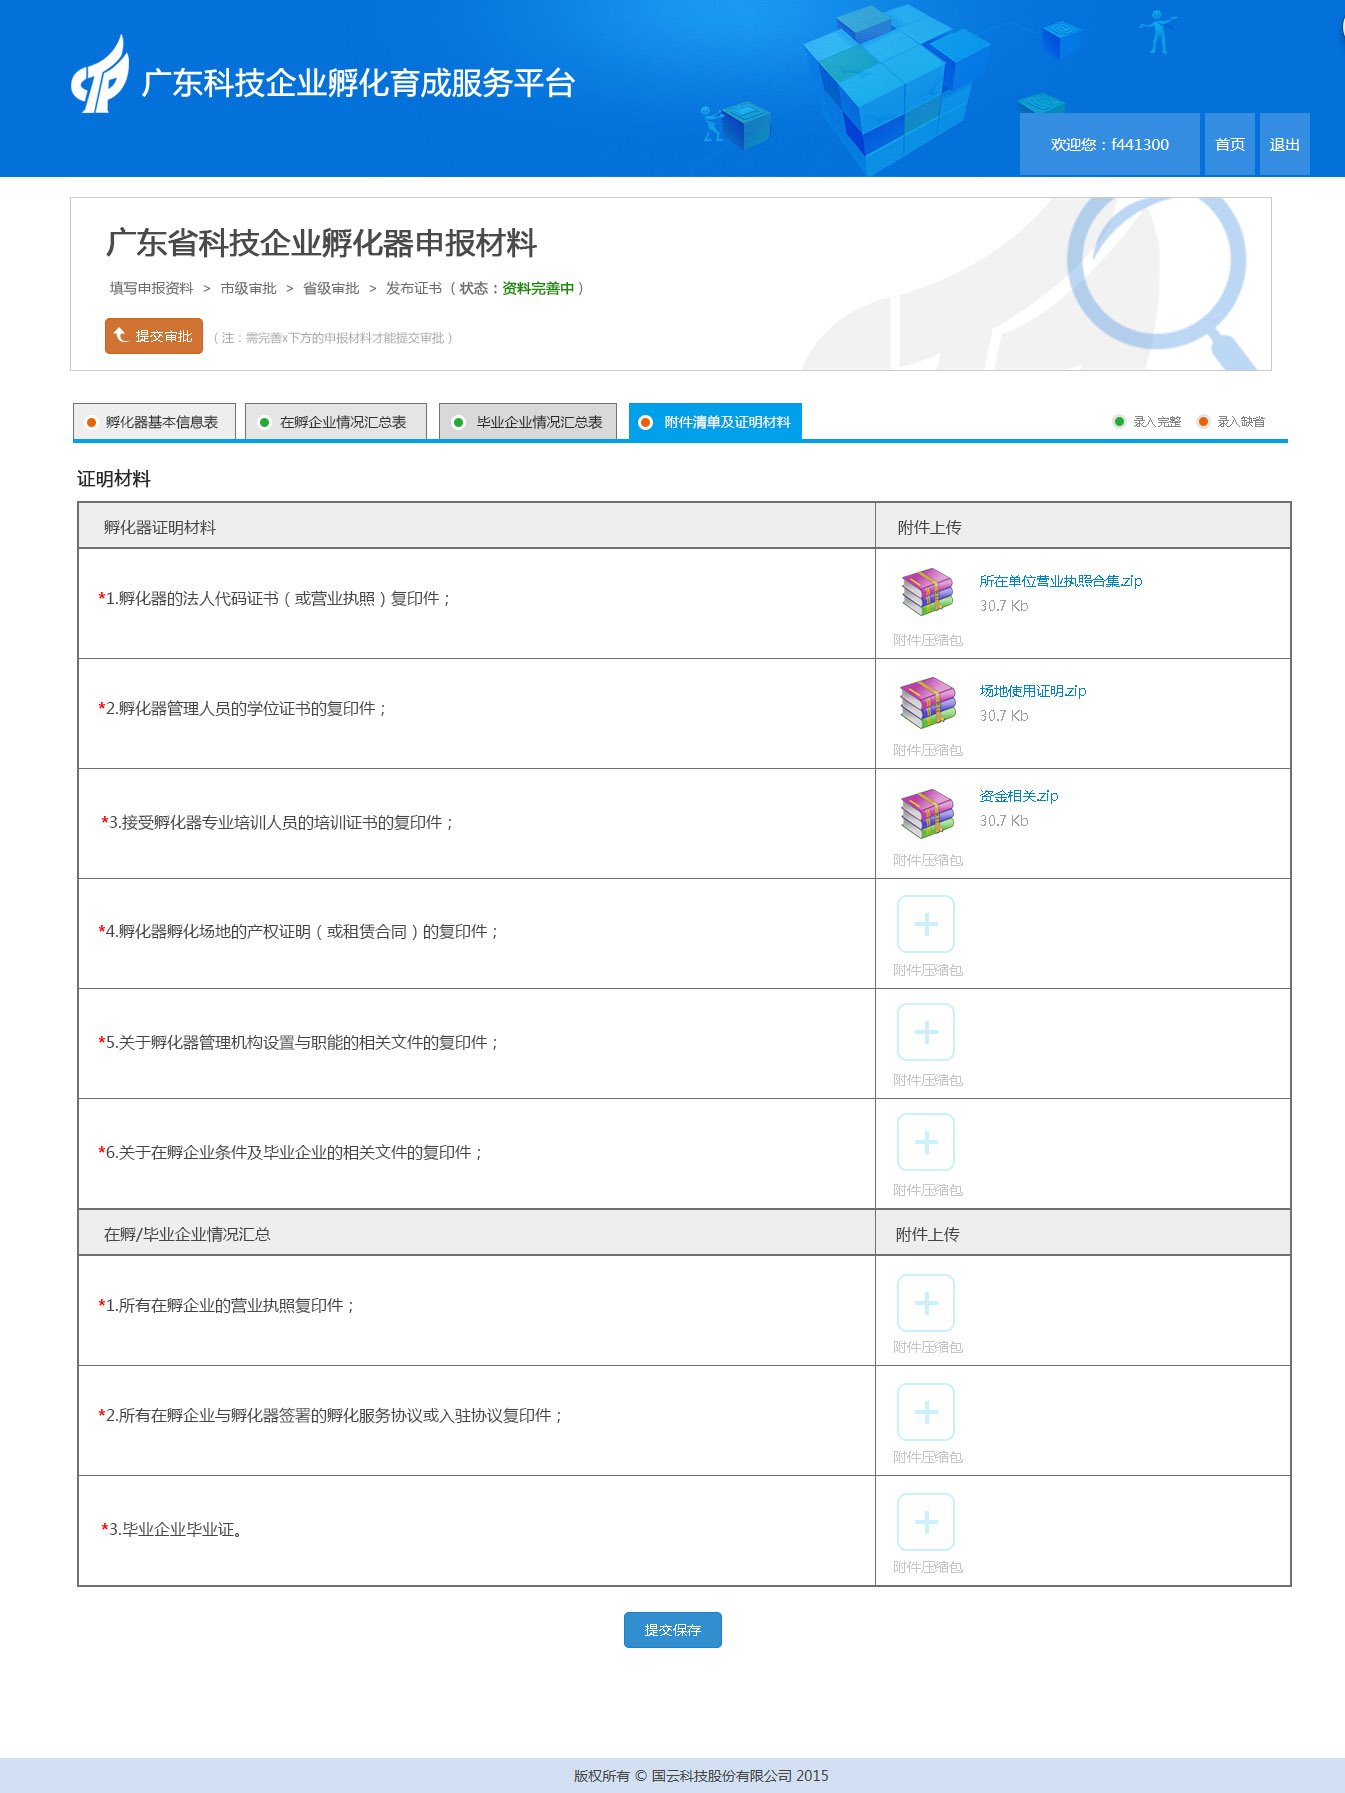 广东科技企业孵化育成服务平台
欢迎您：f441300
首页
退出
广东省科技企业孵化器申报材料
填写申报资料 > 市级审批 > 省级审批 > 发布证书（状态：资料完善中）
提交审批
（注：需完善x下方的申报材料才能提交审批）
孵化器基本信息表
在孵企业情况汇总表
毕业企业情况汇总表
附件清单及证明材料
录入完整
录入缺省
证明材料
孵化器证明材料
附件上传
*1.孵化器的法人代码证书（或营业执照）复印件；
所在单位营业执照合集.zip
30.7 Kb
附件压缩包
*2.孵化器管理人员的学位证书的复印件；
场地使用证明.zip
30.7 Kb
附件压缩包
*3.接受孵化器专业培训人员的培训证书的复印件；
资金相关.zip
30.7 Kb
附件压缩包
*4.孵化器孵化场地的产权证明（或租赁合同）的复印件；
附件压缩包
*5.关于孵化器管理机构设置与职能的相关文件的复印件；
附件压缩包
*6.关于在孵企业条件及毕业企业的相关文件的复印件；
附件压缩包
在孵/毕业企业情况汇总
附件上传
*1.所有在孵企业的营业执照复印件；
附件压缩包
*2.所有在孵企业与孵化器签署的孵化服务协议或入驻协议复印件；
附件压缩包
*3.毕业企业毕业证。
附件压缩包
提交保存
版权所有 © 国云科技股份有限公司 2015